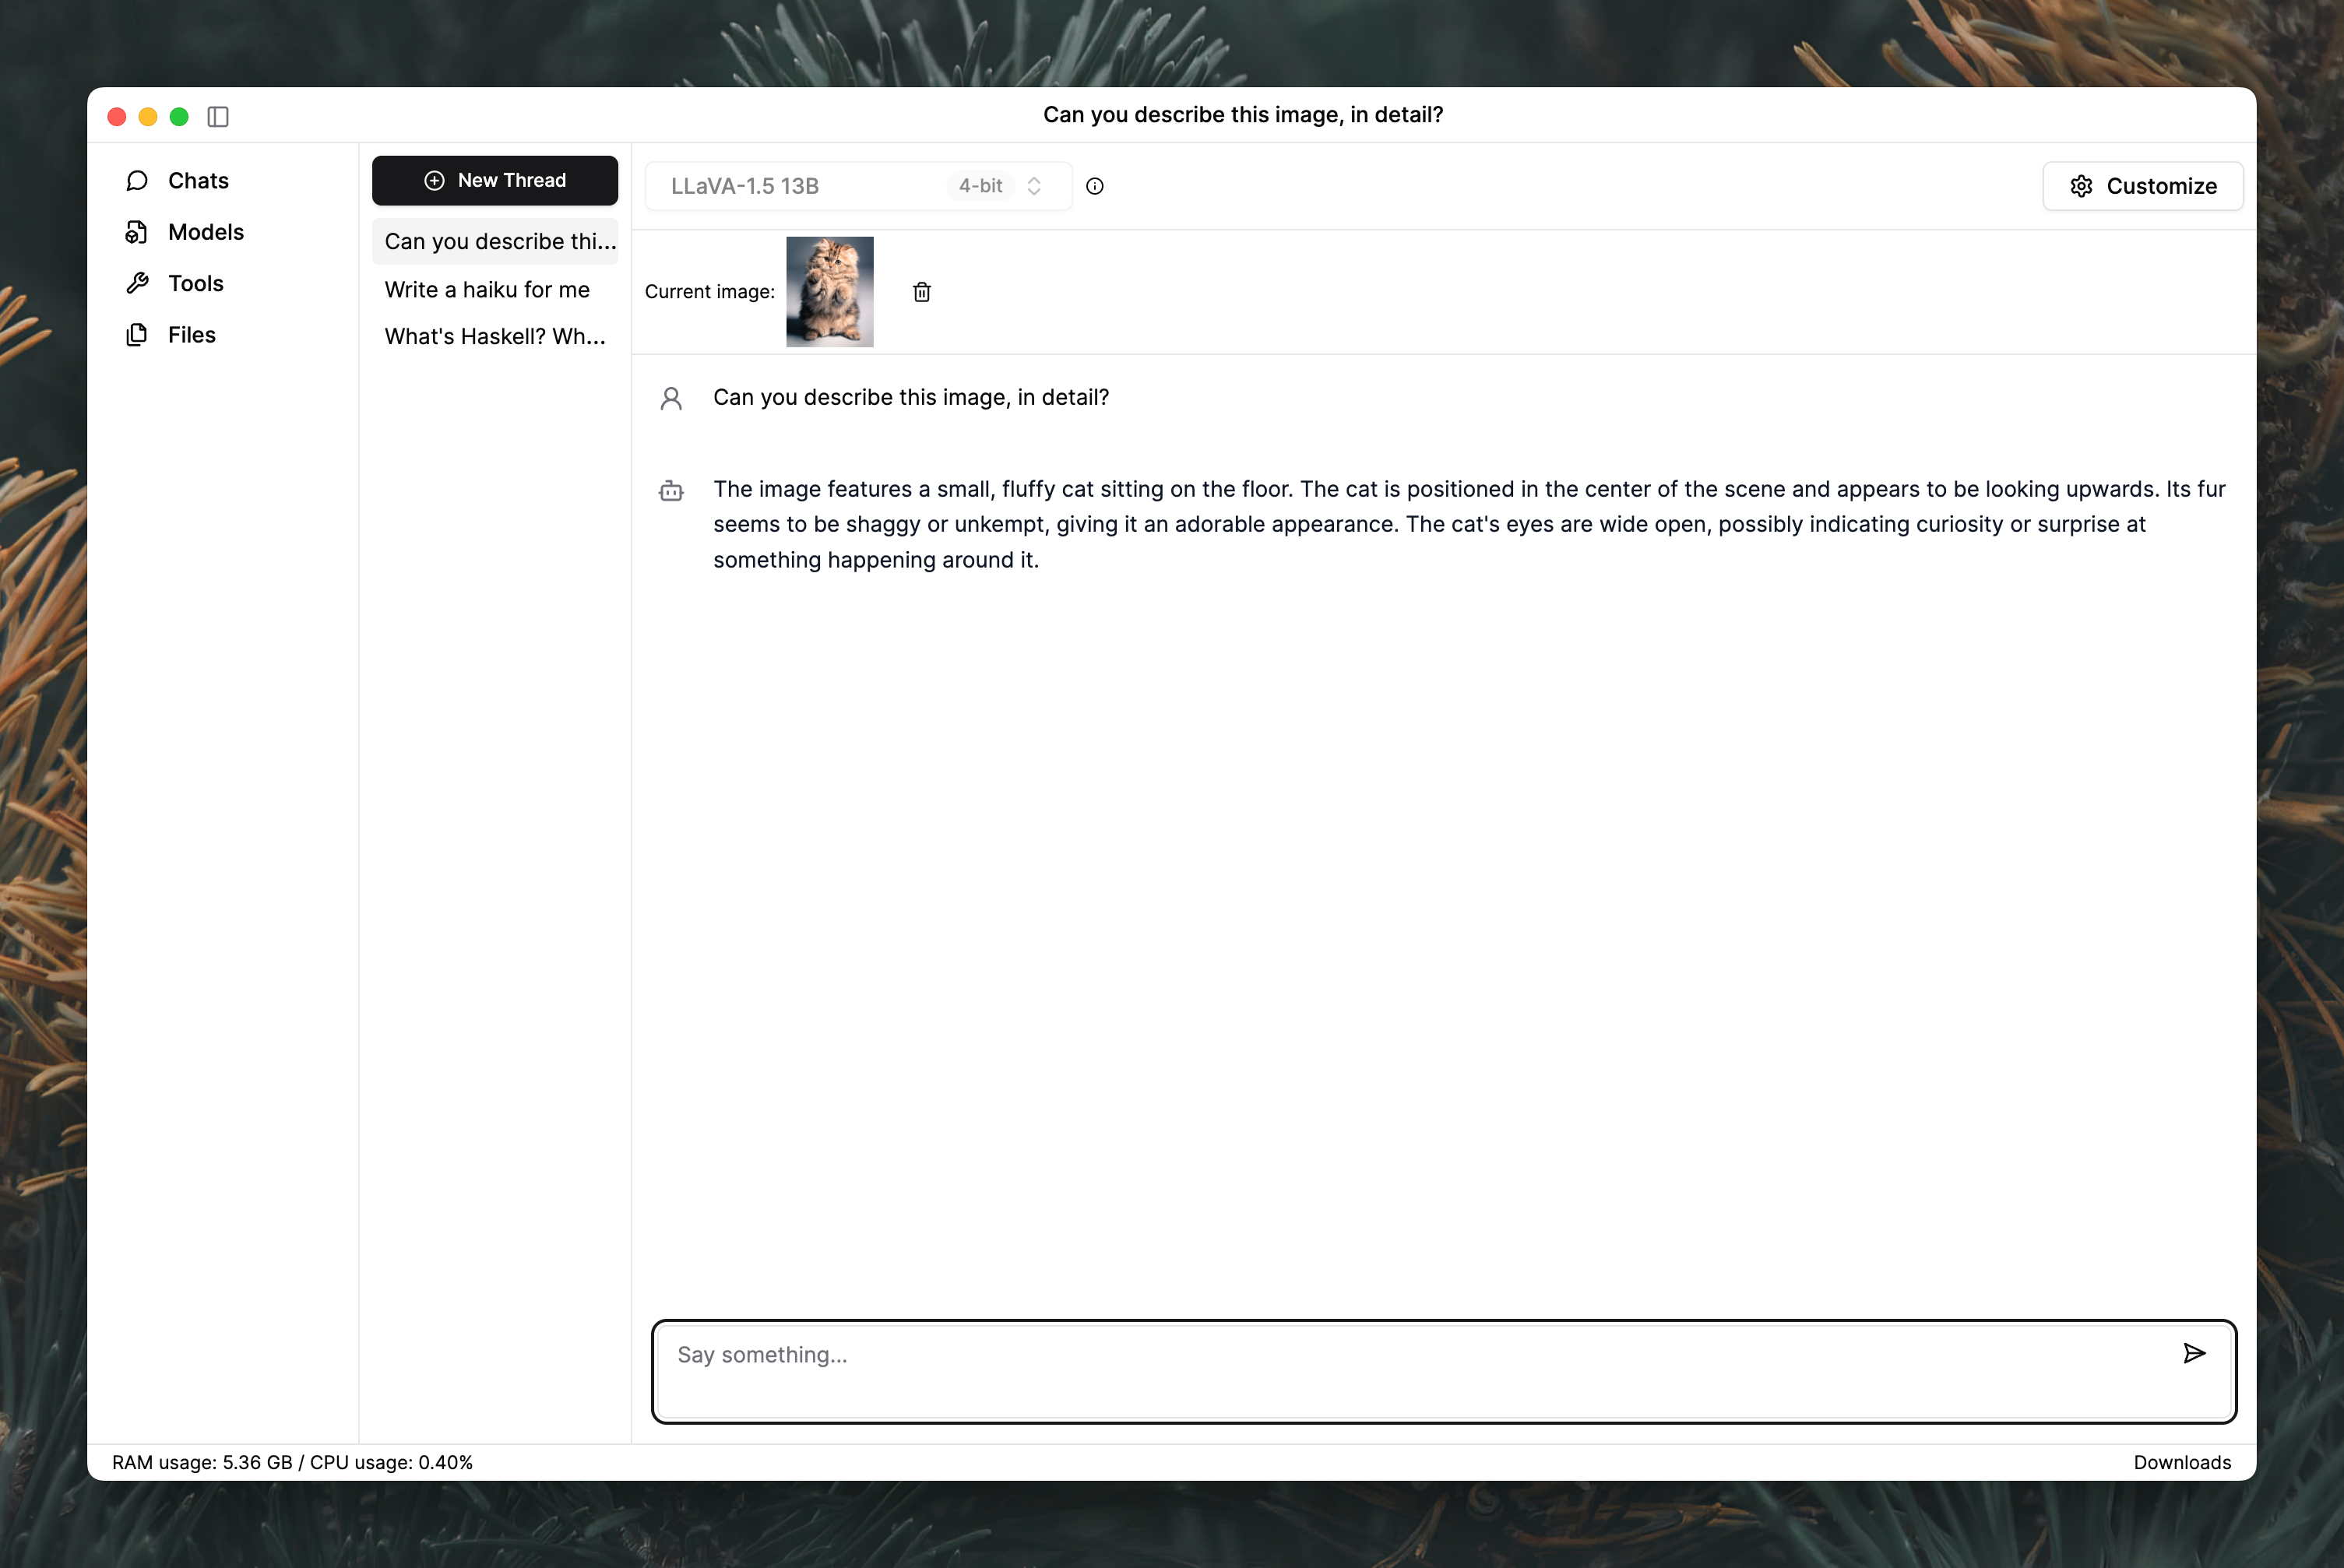 Can you describe this image, in detail?
Chats
Models
Tools
Files
New Thread
Can you describe thi...
Write a haiku for me
What's Haskell? Wh...
LLaVA-1.5 13B 4-bit
Customize
Current image:
Can you describe this image, in detail?
The image features a small, fluffy cat sitting on the floor. The cat is positioned in the center of the scene and appears to be looking upwards. Its fur
seems to be shaggy or unkempt, giving it an adorable appearance. The cat's eyes are wide open, possibly indicating curiosity or surprise at
something happening around it.
Say something...
RAM usage: 5.36 GB / CPU usage: 0.40%
Downloads